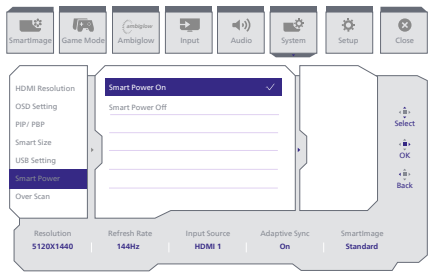 SmartImage
Game Mode
ambiglow
Ambiglow
Input
Audio
System
Setup
Close
HDMI Resolution
OSD Setting
PIP/ PBP
Smart Size
USB Setting
Smart Power
Over Scan
Smart Power On
Smart Power Off
Select
OK
Back
Resolution
5120X1440
Refresh Rate
144Hz
Input Source
HDMI 1
Adaptive Sync
On
SmartImage
Standard